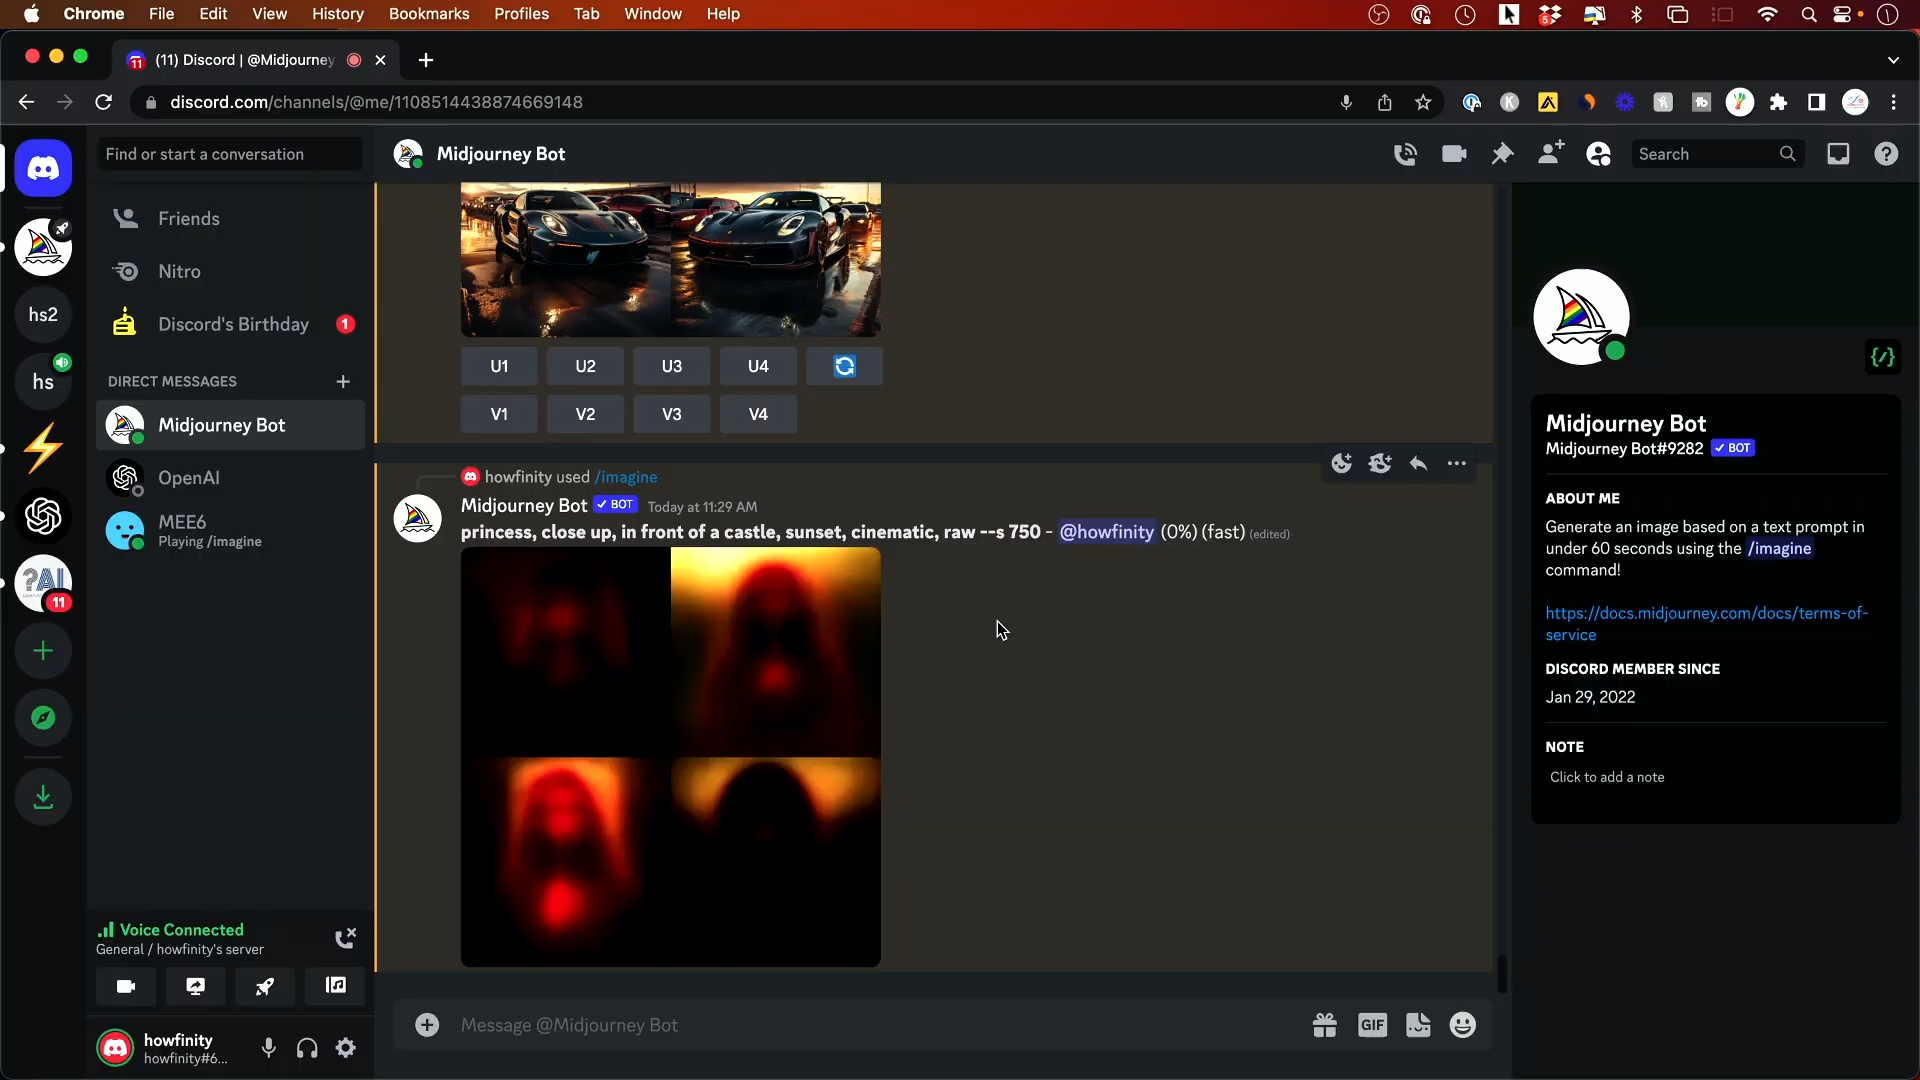 Chrome File Edit View History Bookmarks Profiles Tab Window Help
(11) Discord | @Midjourney
discord.com/channels/@me/1108514438874669148
Find or start a conversation
Midjourney Bot
Search
Friends
Nitro
Discord's Birthday 1
DIRECT MESSAGES
Midjourney Bot
OpenAI
MEE6
Playing /imagine
hs2
hs
?AI
11
U1 U2 U3 U4
V1 V2 V3 V4
howfinity used /imagine
Midjourney Bot ✓ BOT Today at 11:29 AM
princess, close up, in front of a castle, sunset, cinematic, raw --s 750 - @howfinity (0%) (fast) (edited)
Voice Connected
General / howfinity's server
howfinity
howfinity#6...
Message @Midjourney Bot
GIF
Midjourney Bot
Midjourney Bot#9282 ✓ BOT
ABOUT ME
Generate an image based on a text prompt in
under 60 seconds using the /imagine
command!
https://docs.midjourney.com/docs/terms-of-
service
DISCORD MEMBER SINCE
Jan 29, 2022
NOTE
Click to add a note